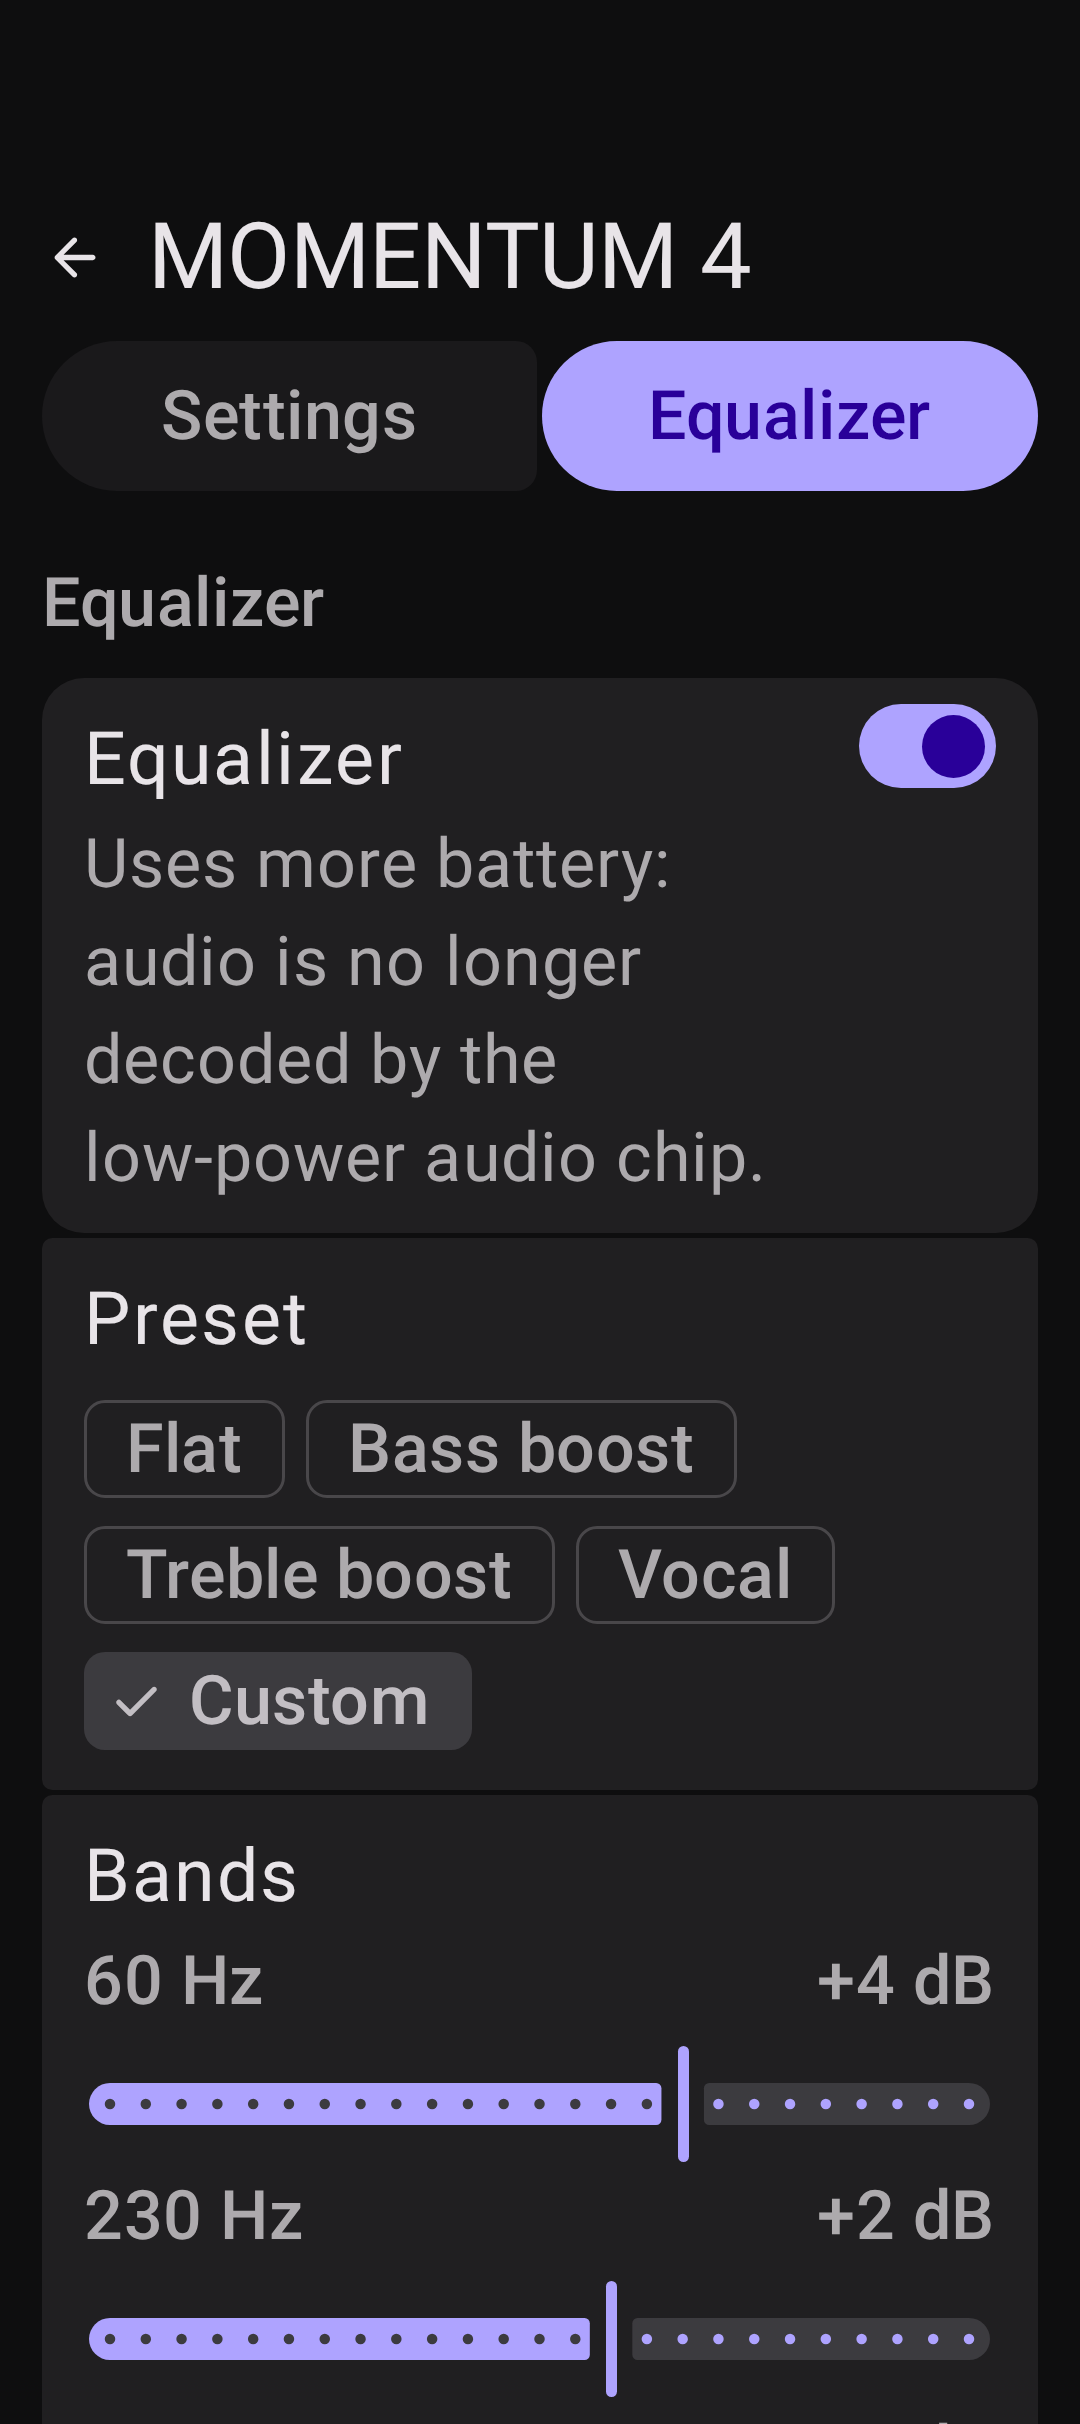 MOMENTUM 4
Settings
Equalizer
Equalizer
Equalizer
Uses more battery:
audio is no longer
decoded by the
low-power audio chip.
Preset
Flat
Bass boost
Treble boost
Vocal
Custom
Bands
60 Hz
+4 dB
230 Hz
+2 dB